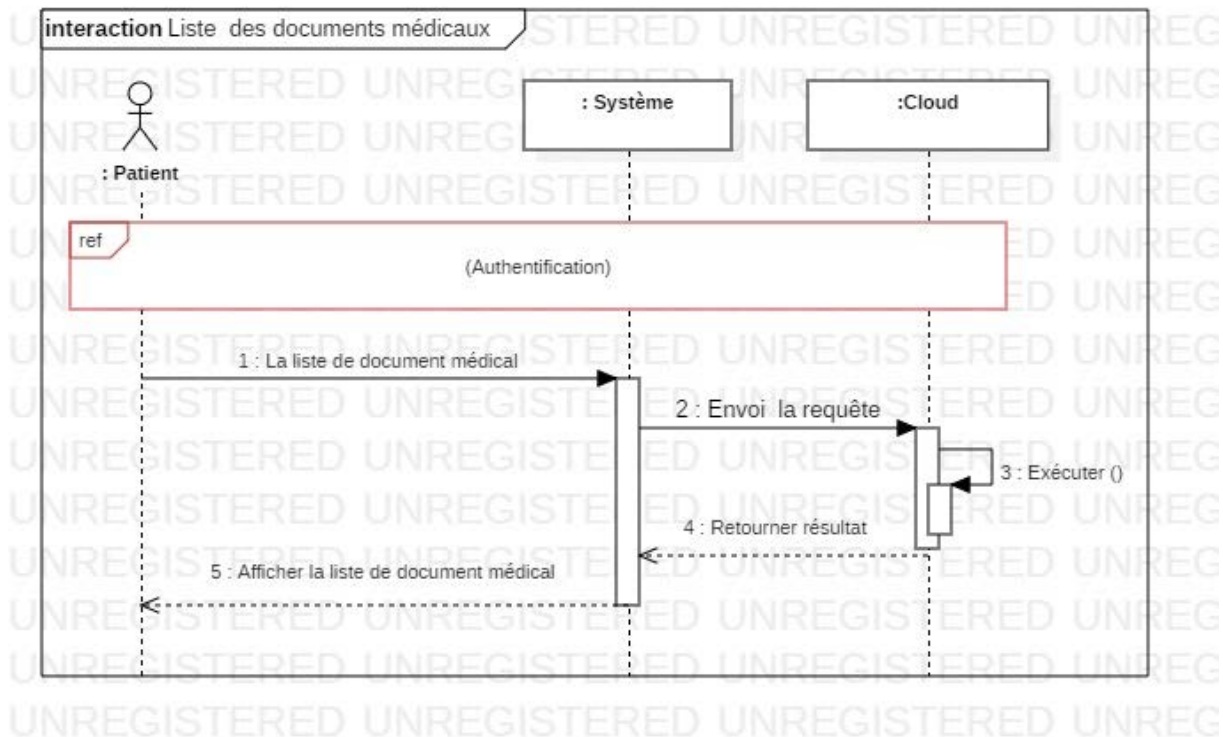 interaction Liste  des documents médicaux
: Patient
: Système
:Cloud
ref
(Authentification)
1 : La liste de document médical
2 : Envoi  la requête
3 : Exécuter ()
4 : Retourner résultat
5 : Afficher la liste de document médical
UNREGISTERED UNREGISTERED UNREGISTERED UNREG